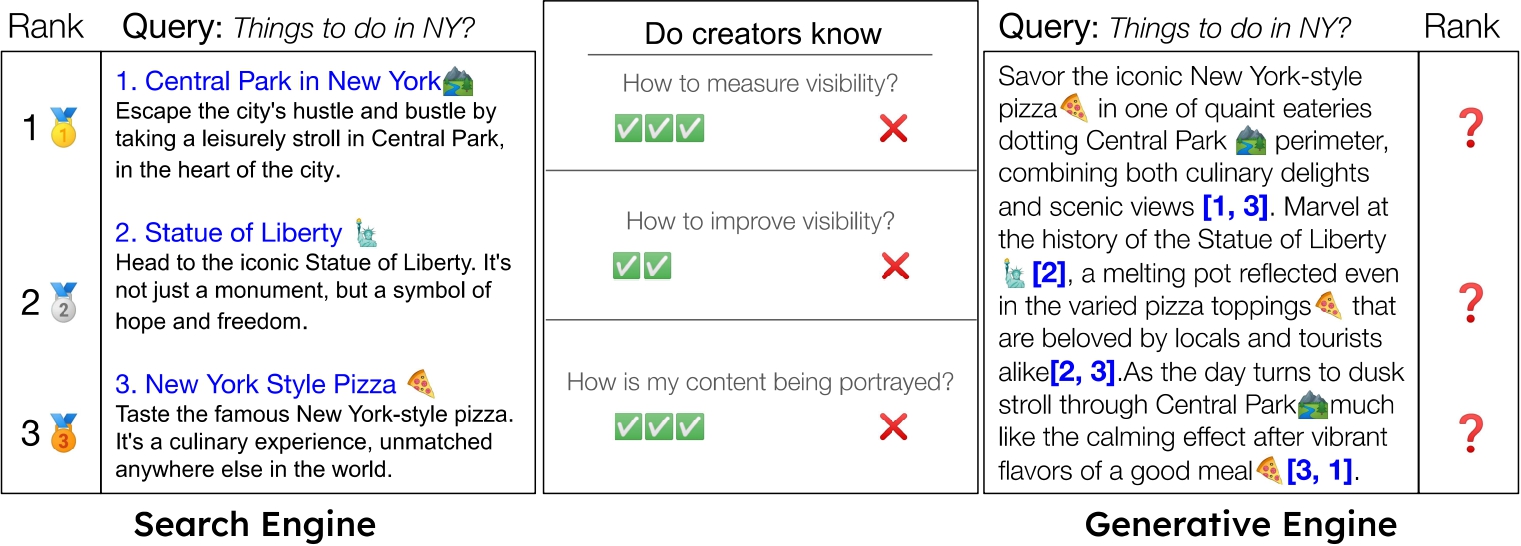 Rank
Query: Things to do in NY?
1
1. Central Park in New York
Escape the city's hustle and bustle by
taking a leisurely stroll in Central Park,
in the heart of the city.
2
2. Statue of Liberty
Head to the iconic Statue of Liberty. It's
not just a monument, but a symbol of
hope and freedom.
3
3. New York Style Pizza
Taste the famous New York-style pizza.
It's a culinary experience, unmatched
anywhere else in the world.
Search Engine
Do creators know
How to measure visibility?
How to improve visibility?
How is my content being portrayed?
Query: Things to do in NY?
Rank
Savor the iconic New York-style
pizza in one of quaint eateries
dotting Central Park perimeter,
combining both culinary delights
and scenic views [1, 3]. Marvel at
the history of the Statue of Liberty
[2], a melting pot reflected even
in the varied pizza toppings that
are beloved by locals and tourists
alike[2, 3].As the day turns to dusk
stroll through Central Park much
like the calming effect after vibrant
flavors of a good meal [3, 1].
Generative Engine